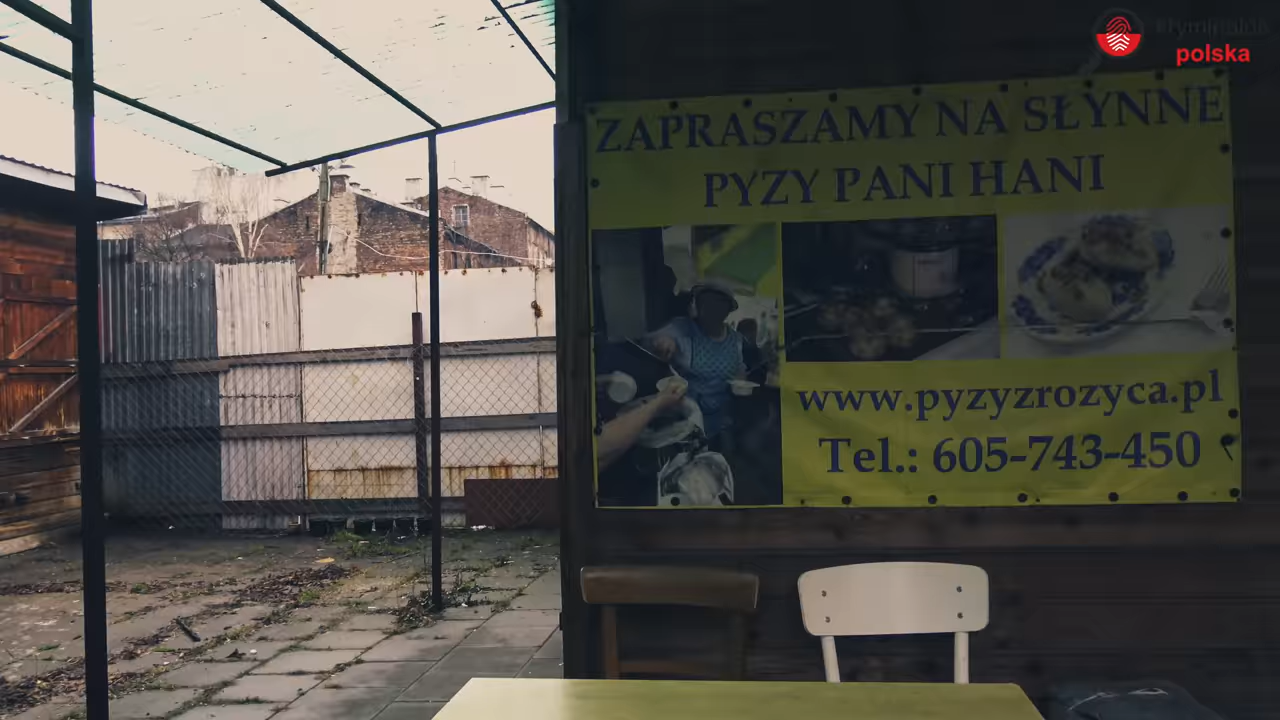 polska
ZAPRASZAMY NA SŁYNNE
PYZY PANI HANI
www.pyzyzrozyca.pl
Tel.: 605-743-450